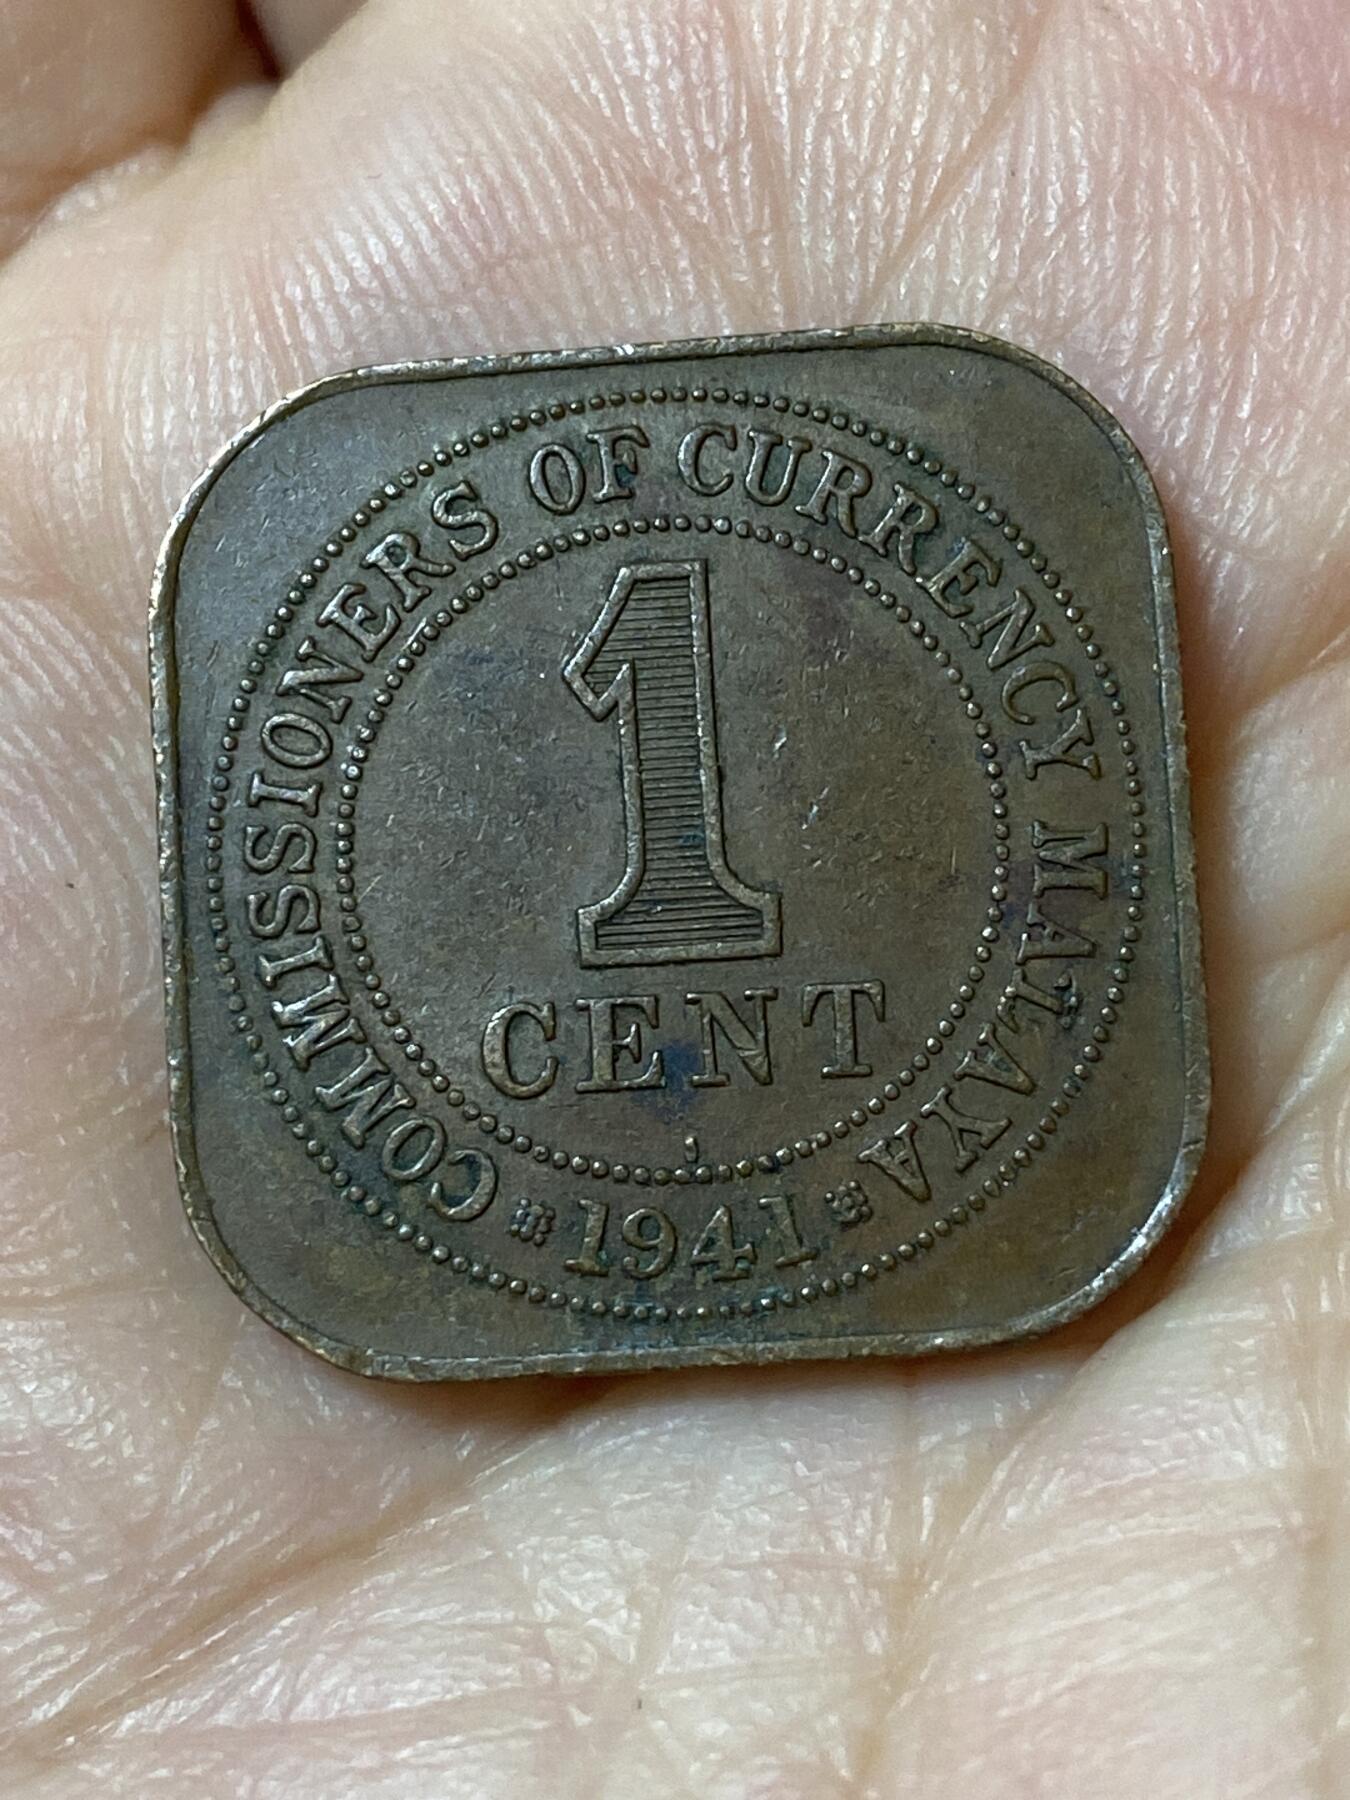 COMMISSIONERS OF CURRENCY MALAYA
1
CENT
1941